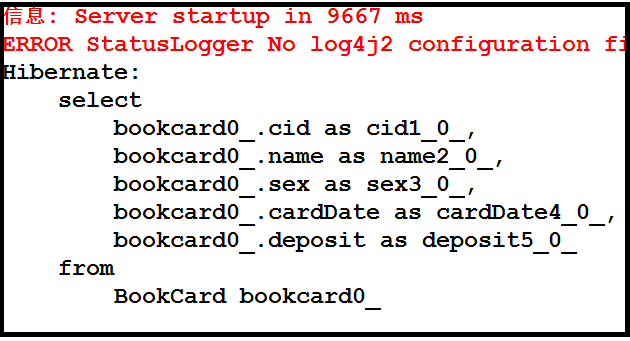 信息: Server startup in 9667 ms
ERROR StatusLogger No log4j2 configuration fi
Hibernate:
    select
        bookcard0_.cid as cid1_0_,
        bookcard0_.name as name2_0_,
        bookcard0_.sex as sex3_0_,
        bookcard0_.cardDate as cardDate4_0_,
        bookcard0_.deposit as deposit5_0_
    from
        BookCard bookcard0_